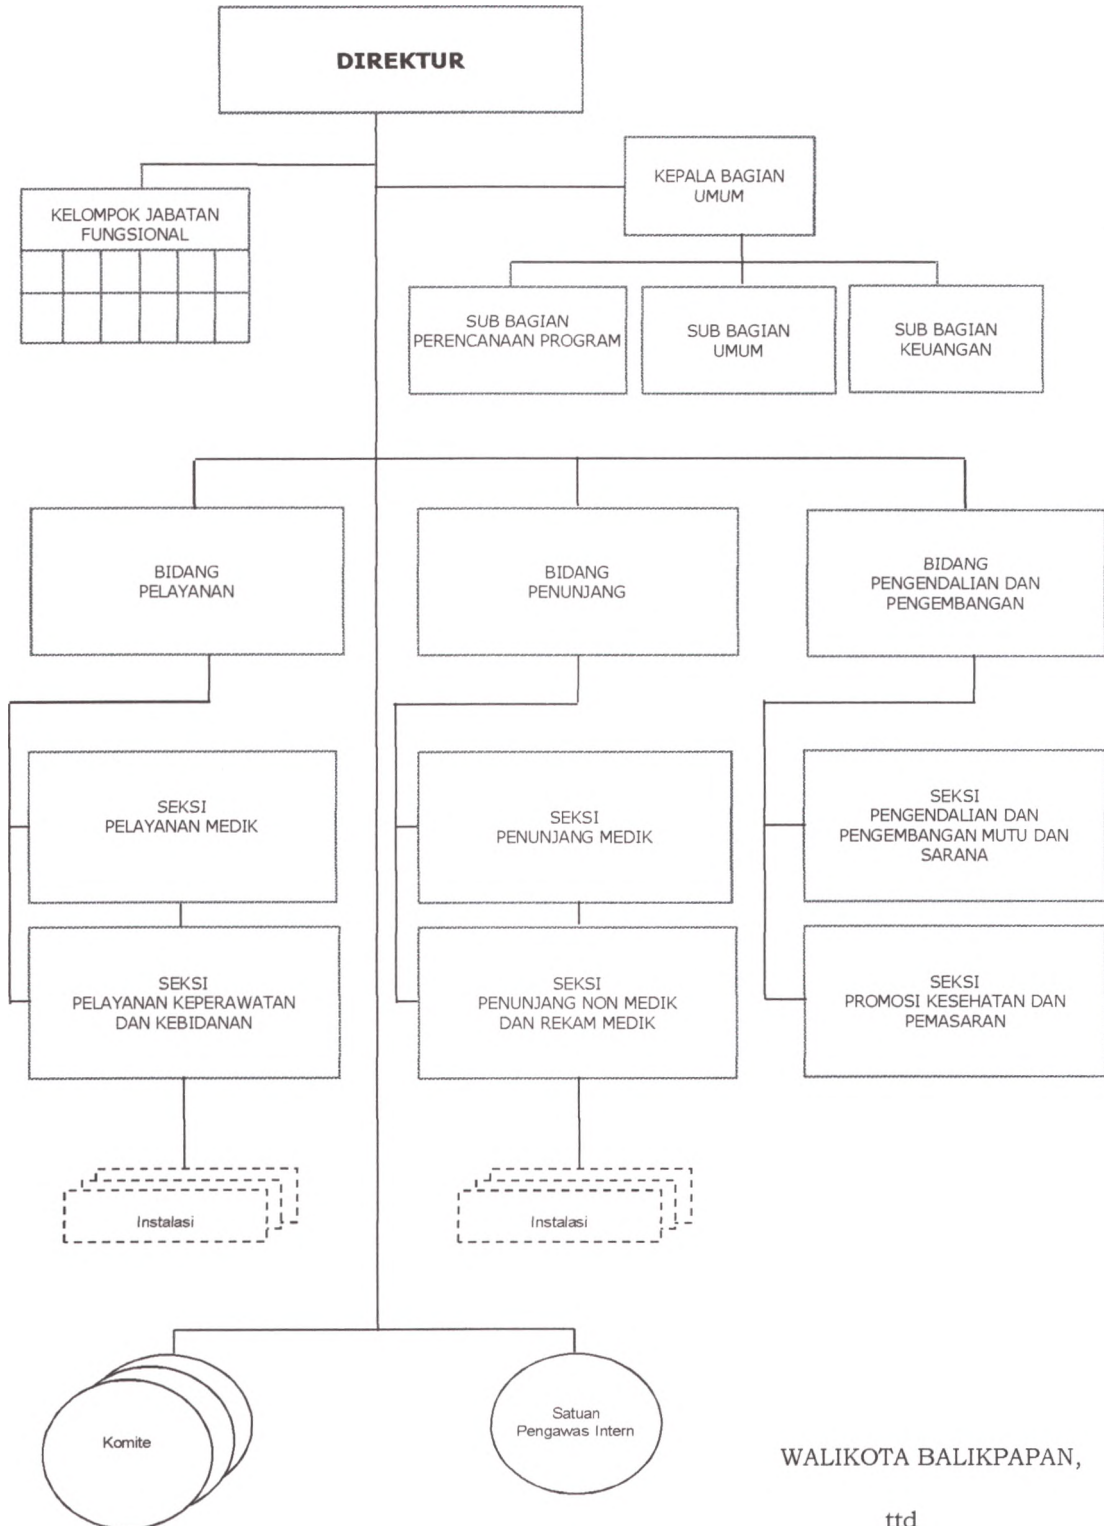 DIREKTUR
KEPALA BAGIAN
UMUM
KELOMPOK JABATAN
FUNGSIONAL
SUB BAGIAN
PERENCANAAN PROGRAM
SUB BAGIAN
UMUM
SUB BAGIAN
KEUANGAN
BIDANG
PELAYANAN
BIDANG
PENUNJANG
BIDANG
PENGENDALIAN DAN
PENGEMBANGAN
SEKSI
PELAYANAN MEDIK
SEKSI
PENUNJANG MEDIK
SEKSI
PENGENDALIAN DAN
PENGEMBANGAN MUTU DAN
SARANA
SEKSI
PELAYANAN KEPERAWATAN
DAN KEBIDANAN
SEKSI
PENUNJANG NON MEDIK
DAN REKAM MEDIK
SEKSI
PROMOSI KESEHATAN DAN
PEMASARAN
Instalasi
Instalasi
Komite
Satuan
Pengawas Intern
WALIKOTA BALIKPAPAN,
ttd